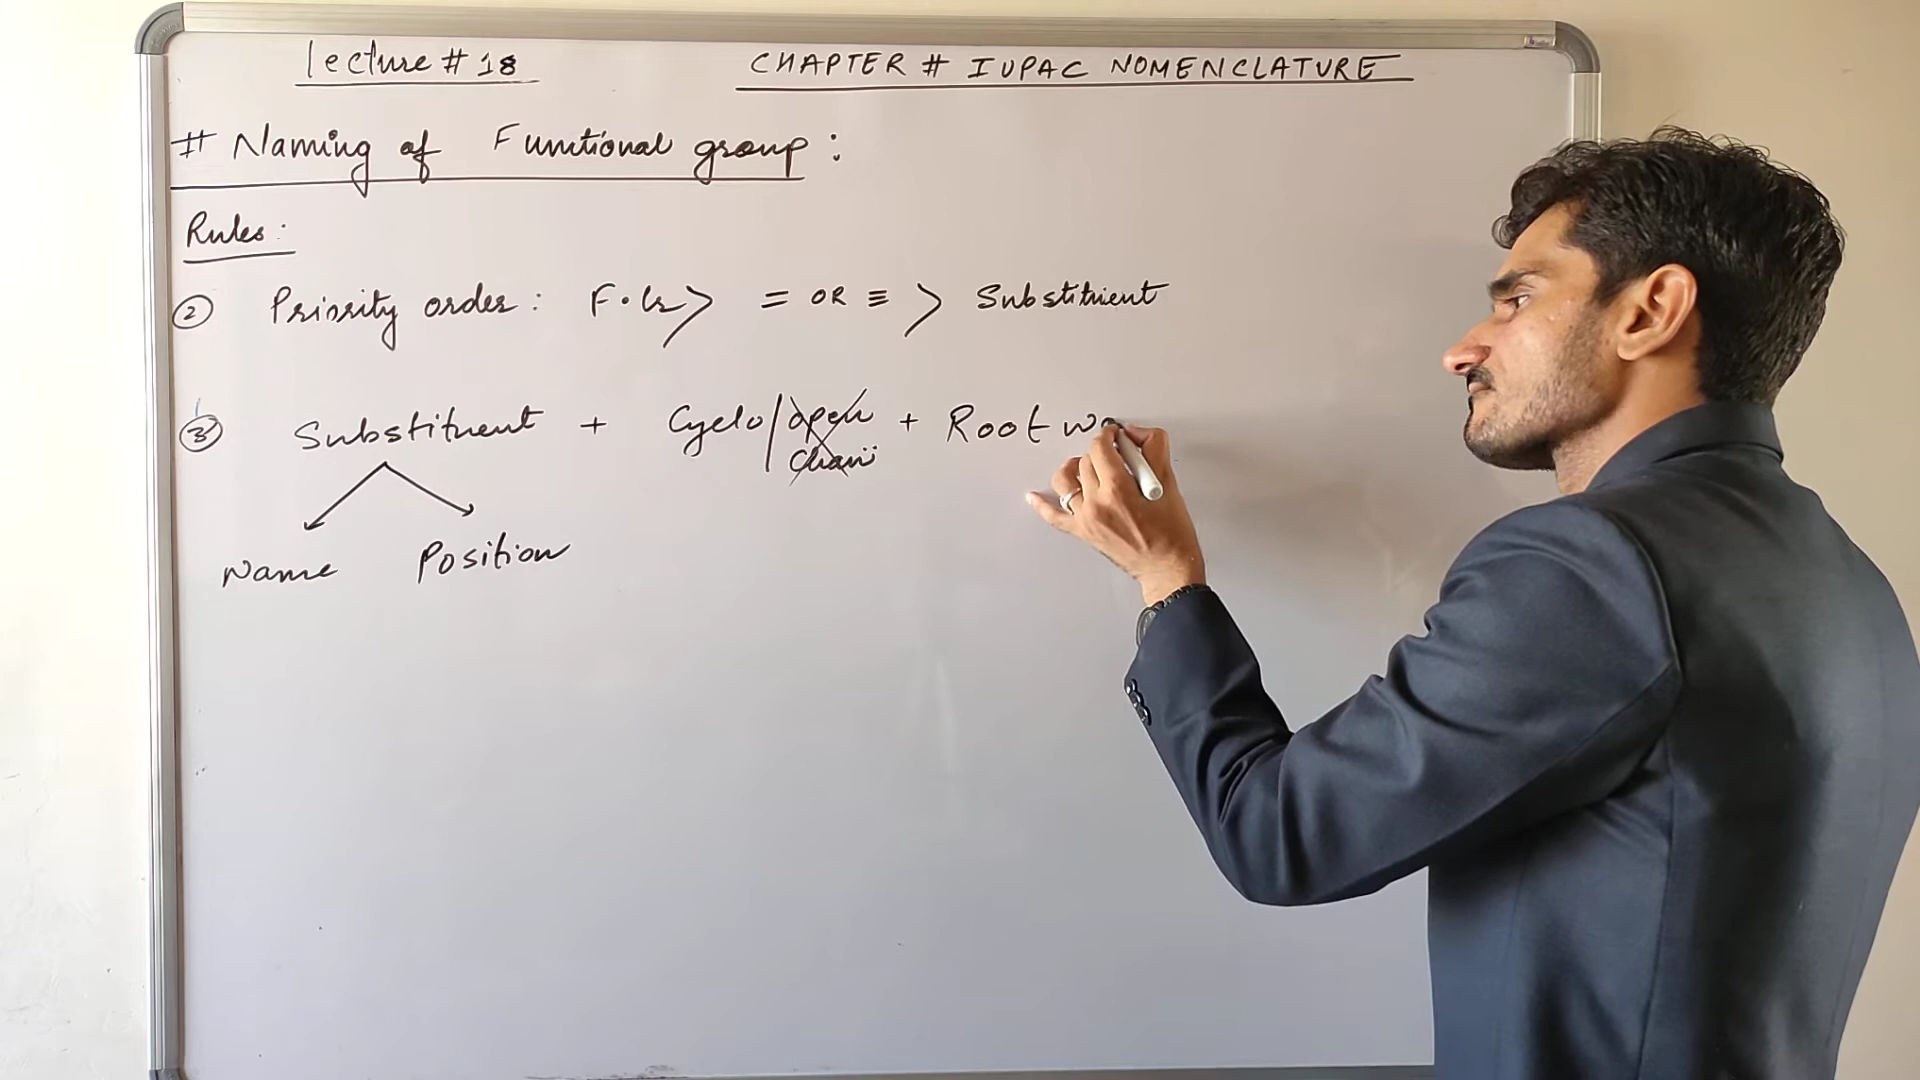 Lecture # 18
CHAPTER # IUPAC NOMENCLATURE
# Naming of Functional group :
Rules :
② Priority order : F.G > = OR ≡ > Substituent
③ Substituent + Cyclo/open chain + Root wo
Name Position